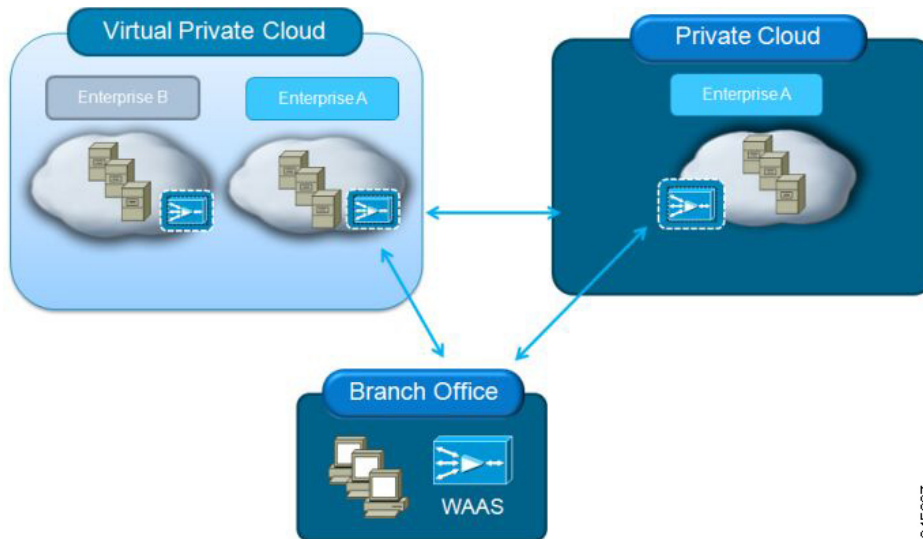 Virtual Private Cloud
Private Cloud
Enterprise B
Enterprise A
Enterprise A
Branch Office
WAAS